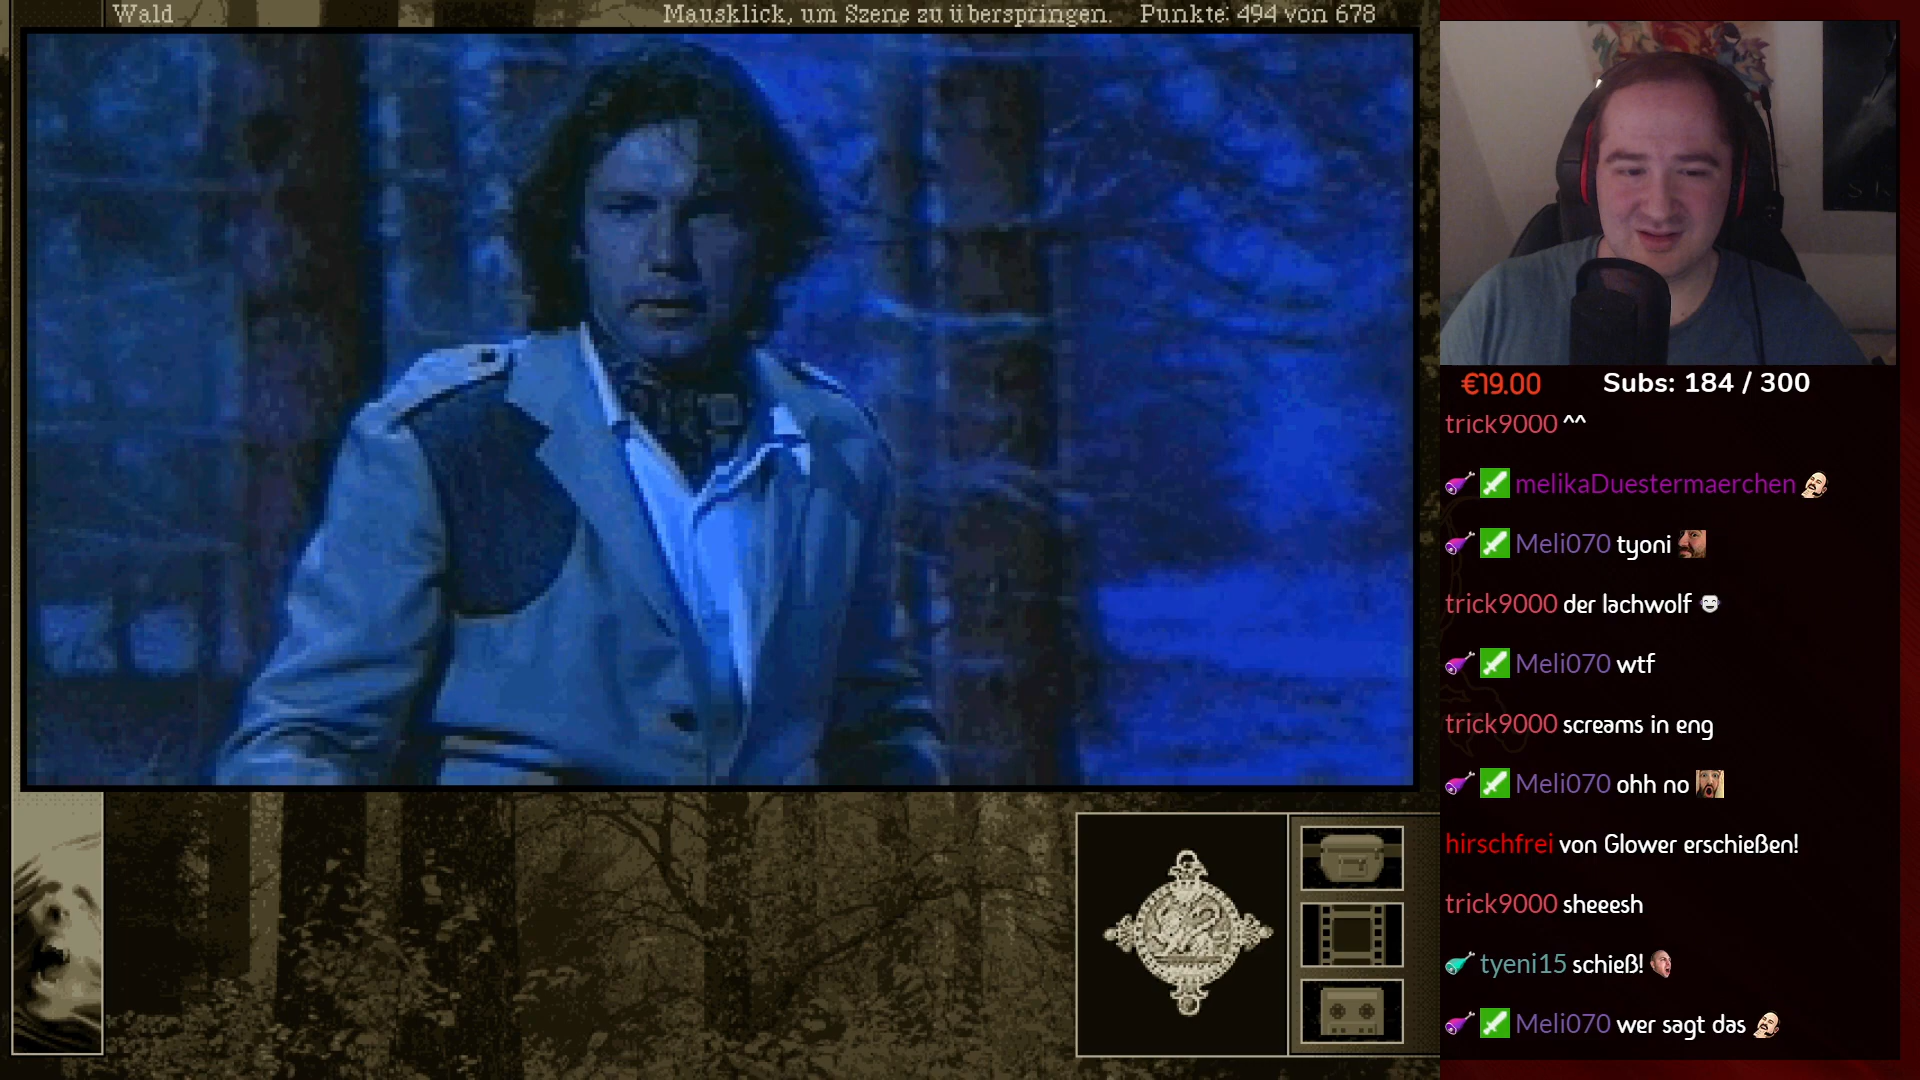 Wald
Mausklick, um Szene zu überspringen. Punkte: 494 von 678
€19.00 Subs: 184 / 300
trick9000 ^^
melikaDuestermaerchen
Meli070 tyoni
trick9000 der lachwolf
Meli070 wtf
trick9000 screams in eng
Meli070 ohh no
hirschfrei von Glower erschießen!
trick9000 sheeesh
tyeni15 schieß!
Meli070 wer sagt das